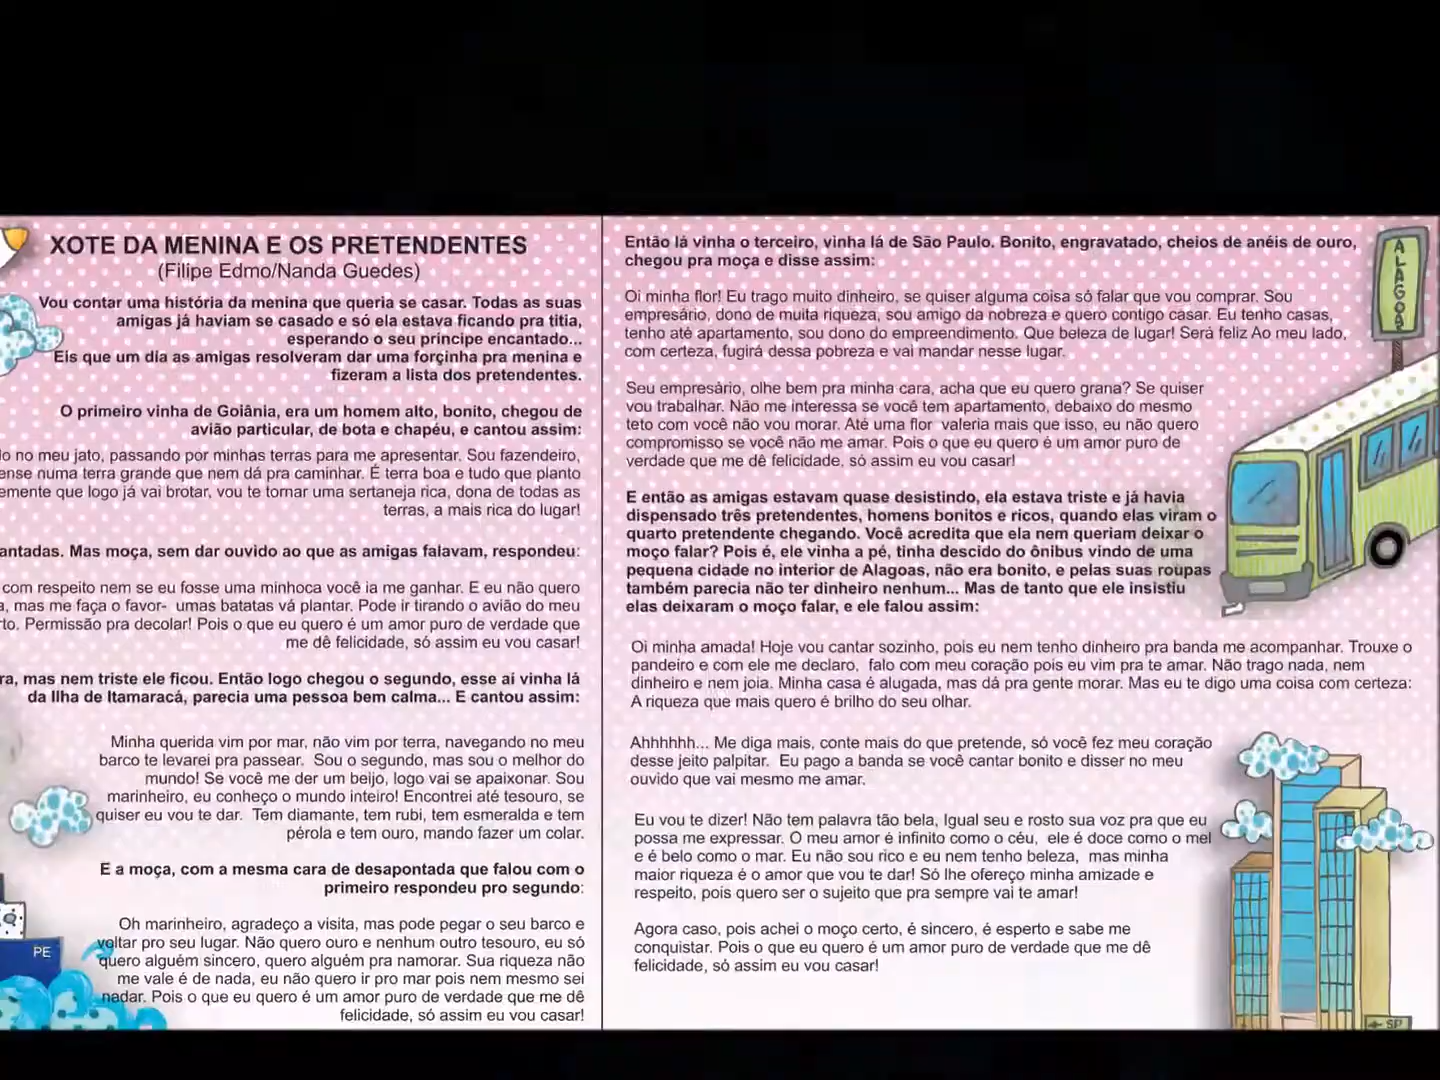 XOTE DA MENINA E OS PRETENDENTES
(Filipe Edmo/Nanda Guedes)
Vou contar uma história da menina que queria se casar. Todas as suas
amigas já haviam se casado e só ela estava ficando pra titia,
esperando o seu príncipe encantado...
Eis que um dia as amigas resolveram dar uma forçinha pra menina e
fizeram a lista dos pretendentes.
O primeiro vinha de Goiânia, era um homem alto, bonito, chegou de
avião particular, de bota e chapéu, e cantou assim:
no meu jato, passando por minhas terras para me apresentar. Sou fazendeiro,
numa terra grande que nem dá pra caminhar. É terra boa e tudo que planto
que logo já vai brotar, vou te tornar uma sertaneja rica, dona de todas as
terras, a mais rica do lugar!
Mas moça, sem dar ouvido ao que as amigas falavam, respondeu:
com respeito nem se eu fosse uma minhoca você ia me ganhar. E eu não quero
mas me faça o favor- umas batatas vá plantar. Pode ir tirando o avião do meu
Permissão pra decolar! Pois o que eu quero é um amor puro de verdade que
me dê felicidade, só assim eu vou casar!
mas nem triste ele ficou. Então logo chegou o segundo, esse aí vinha lá
da Ilha de Itamaracá, parecia uma pessoa bem calma... E cantou assim:
Minha querida vim por mar, não vim por terra, navegando no meu
barco te levarei pra passear. Sou o segundo, mas sou o melhor do
mundo! Se você me der um beijo, logo vai se apaixonar. Sou
marinheiro, eu conheço o mundo inteiro! Encontrei até tesouro, se
quiser eu vou te dar. Tem diamante, tem rubi, tem esmeralda e tem
pérola e tem ouro, mando fazer um colar.
E a moça, com a mesma cara de desapontada que falou com o
primeiro respondeu pro segundo:
Oh marinheiro, agradeço a visita, mas pode pegar o seu barco e
voltar pro seu lugar. Não quero ouro e nenhum outro tesouro, eu só
quero alguém sincero, quero alguém pra namorar. Sua riqueza não
me vale é de nada, eu não quero ir pro mar pois nem mesmo sei
nadar. Pois o que eu quero é um amor puro de verdade que me dê
felicidade, só assim eu vou casar!
PE
Então lá vinha o terceiro, vinha lá de São Paulo. Bonito, engravatado, cheios de anéis de ouro,
chegou pra moça e disse assim:
Oi minha flor! Eu trago muito dinheiro, se quiser alguma coisa só falar que vou comprar. Sou
empresário, dono de muita riqueza, sou amigo da nobreza e quero contigo casar. Eu tenho casas,
tenho até apartamento, sou dono do empreendimento. Que beleza de lugar! Será feliz Ao meu lado,
com certeza, fugirá dessa pobreza e vai mandar nesse lugar.
Seu empresário, olhe bem pra minha cara, acha que eu quero grana? Se quiser
vou trabalhar. Não me interessa se você tem apartamento, debaixo do mesmo
teto com você não vou morar. Até uma flor valeria mais que isso, eu não quero
compromisso se você não me amar. Pois o que eu quero é um amor puro de
verdade que me dê felicidade, só assim eu vou casar!
E então as amigas estavam quase desistindo, ela estava triste e já havia
dispensado três pretendentes, homens bonitos e ricos, quando elas viram o
quarto pretendente chegando. Você acredita que ela nem queriam deixar o
moço falar? Pois é, ele vinha a pé, tinha descido do ônibus vindo de uma
pequena cidade no interior de Alagoas, não era bonito, e pelas suas roupas
também parecia não ter dinheiro nenhum... Mas de tanto que ele insistiu
elas deixaram o moço falar, e ele falou assim:
Oi minha amada! Hoje vou cantar sozinho, pois eu nem tenho dinheiro pra banda me acompanhar. Trouxe o
pandeiro e com ele me declaro, falo com meu coração pois eu vim pra te amar. Não trago nada, nem
dinheiro e nem joia. Minha casa é alugada, mas dá pra gente morar. Mas eu te digo uma coisa com certeza:
A riqueza que mais quero é brilho do seu olhar.
Ahhhhhh... Me diga mais, conte mais do que pretende, só você fez meu coração
desse jeito palpitar. Eu pago a banda se você cantar bonito e disser no meu
ouvido que vai mesmo me amar.
Eu vou te dizer! Não tem palavra tão bela, Igual seu e rosto sua voz pra que eu
possa me expressar. O meu amor é infinito como o céu, ele é doce como o mel
e é belo como o mar. Eu não sou rico e eu nem tenho beleza, mas minha
maior riqueza é o amor que vou te dar! Só lhe ofereço minha amizade e
respeito, pois quero ser o sujeito que pra sempre vai te amar!
Agora caso, pois achei o moço certo, é sincero, é esperto e sabe me
conquistar. Pois o que eu quero é um amor puro de verdade que me dê
felicidade, só assim eu vou casar!
ALAGOAS
SP